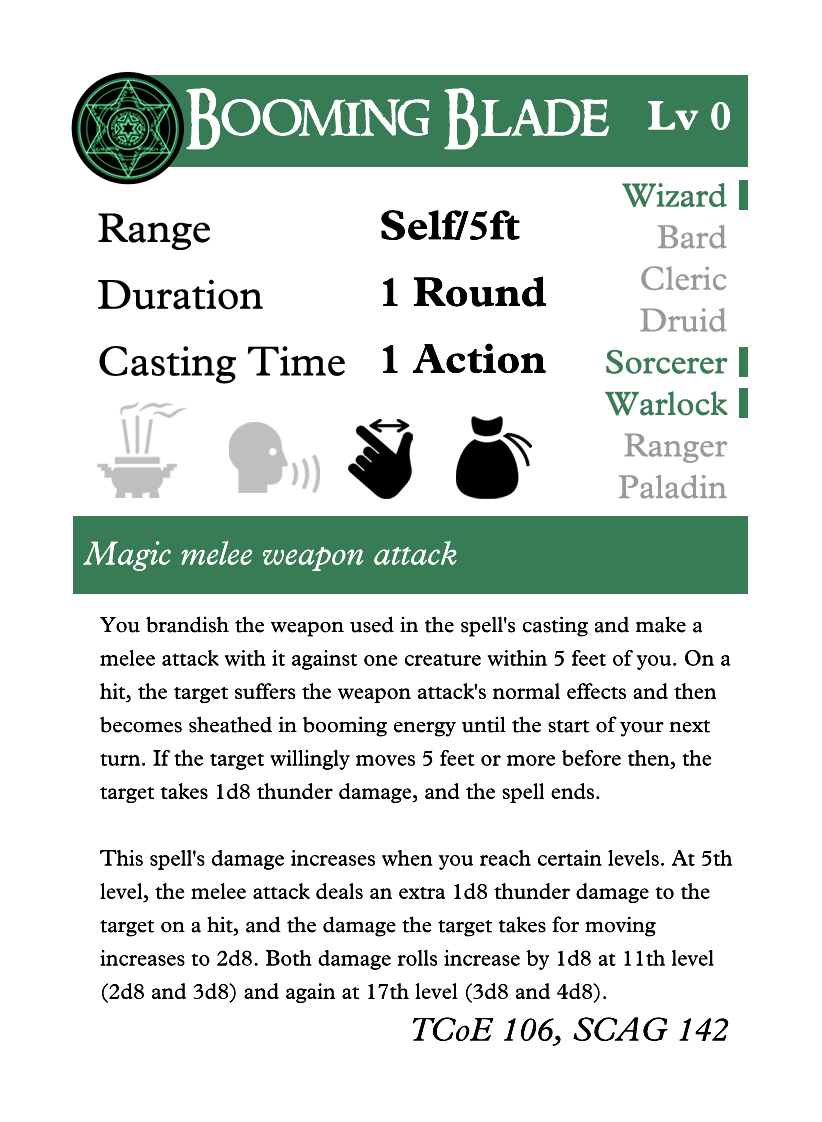 Booming Blade Lv 0
Range Self/5ft
Duration 1 Round
Casting Time 1 Action
Wizard
Bard
Cleric
Druid
Sorcerer
Warlock
Ranger
Paladin
Magic melee weapon attack
You brandish the weapon used in the spell's casting and make a
melee attack with it against one creature within 5 feet of you. On a
hit, the target suffers the weapon attack's normal effects and then
becomes sheathed in booming energy until the start of your next
turn. If the target willingly moves 5 feet or more before then, the
target takes 1d8 thunder damage, and the spell ends.
This spell's damage increases when you reach certain levels. At 5th
level, the melee attack deals an extra 1d8 thunder damage to the
target on a hit, and the damage the target takes for moving
increases to 2d8. Both damage rolls increase by 1d8 at 11th level
(2d8 and 3d8) and again at 17th level (3d8 and 4d8).
TCoE 106, SCAG 142